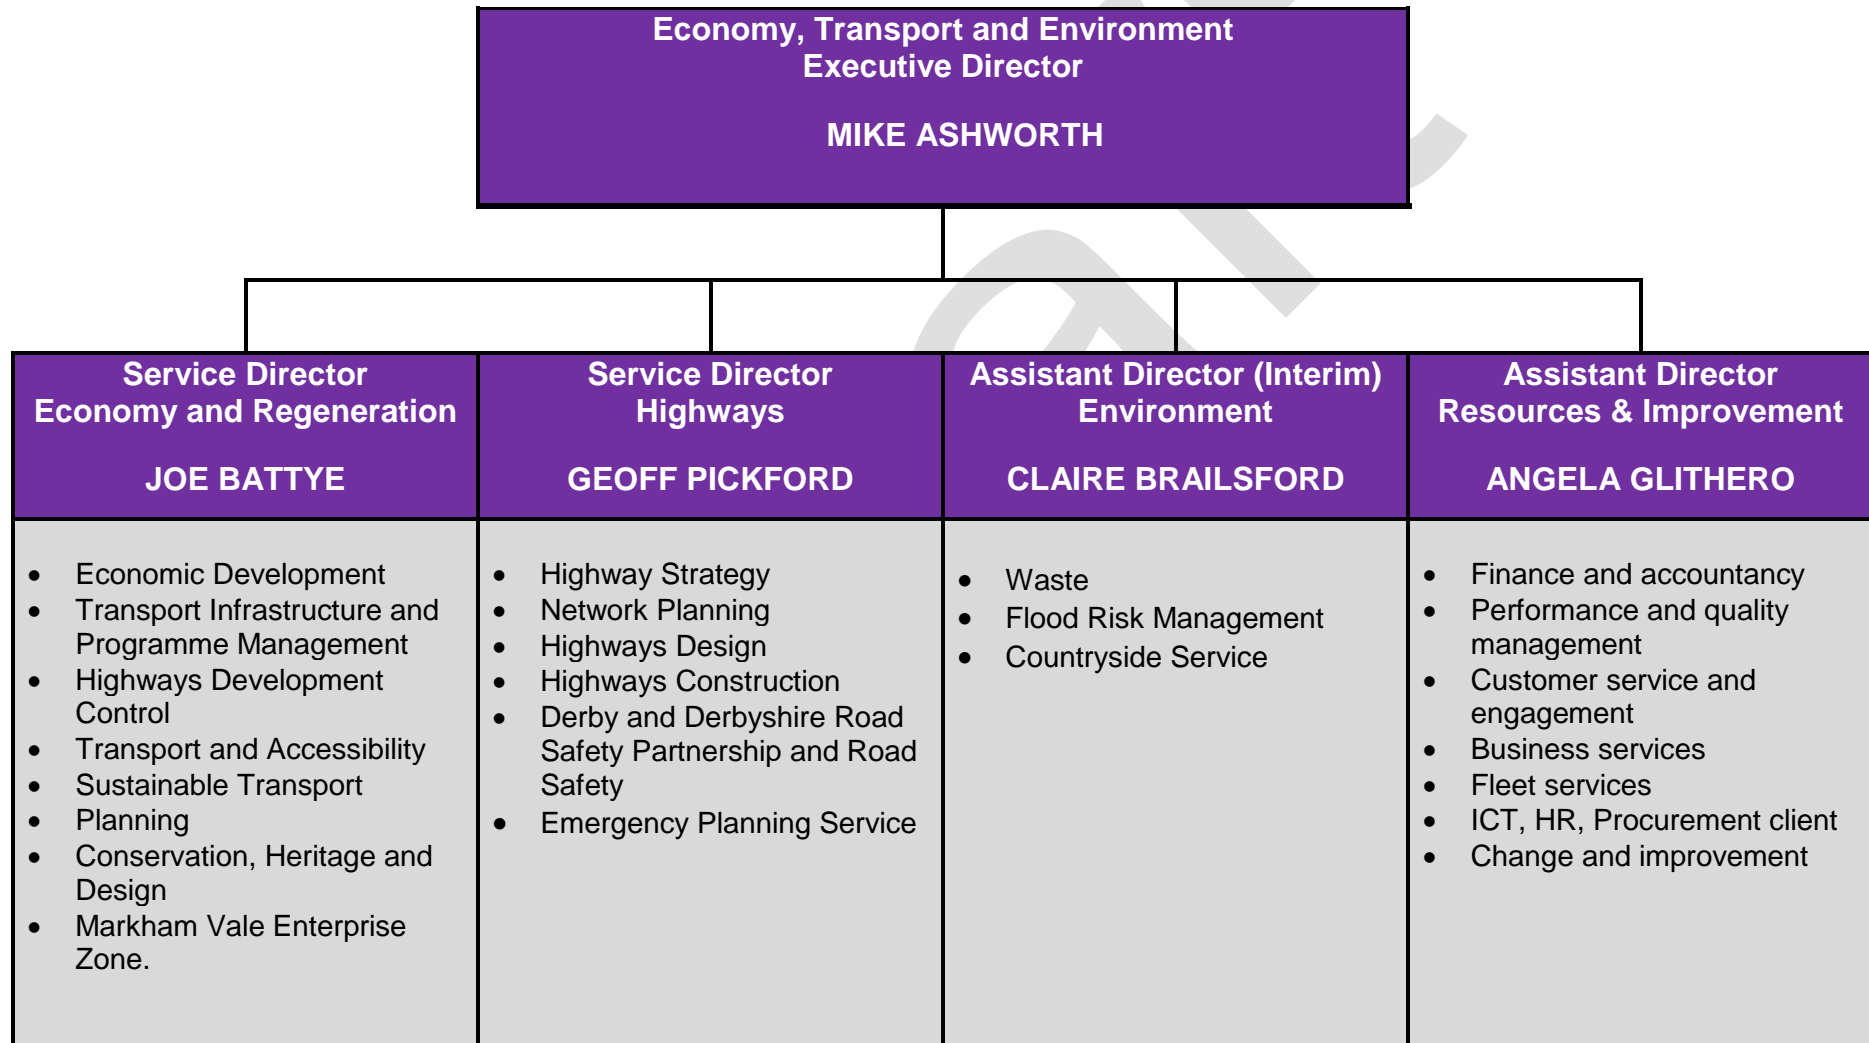 Economy, Transport and Environment
Executive Director
MIKE ASHWORTH
Service Director
Economy and Regeneration
JOE BATTYE
Service Director
Highways
GEOFF PICKFORD
Assistant Director (Interim)
Environment
CLAIRE BRAILSFORD
Assistant Director
Resources & Improvement
ANGELA GLITHERO
• Economic Development
• Transport Infrastructure and
Programme Management
• Highways Development
Control
• Transport and Accessibility
• Sustainable Transport
• Planning
• Conservation, Heritage and
Design
• Markham Vale Enterprise
Zone.
• Highway Strategy
• Network Planning
• Highways Design
• Highways Construction
• Derby and Derbyshire Road
Safety Partnership and Road
Safety
• Emergency Planning Service
• Waste
• Flood Risk Management
• Countryside Service
• Finance and accountancy
• Performance and quality
management
• Customer service and
engagement
• Business services
• Fleet services
• ICT, HR, Procurement client
• Change and improvement